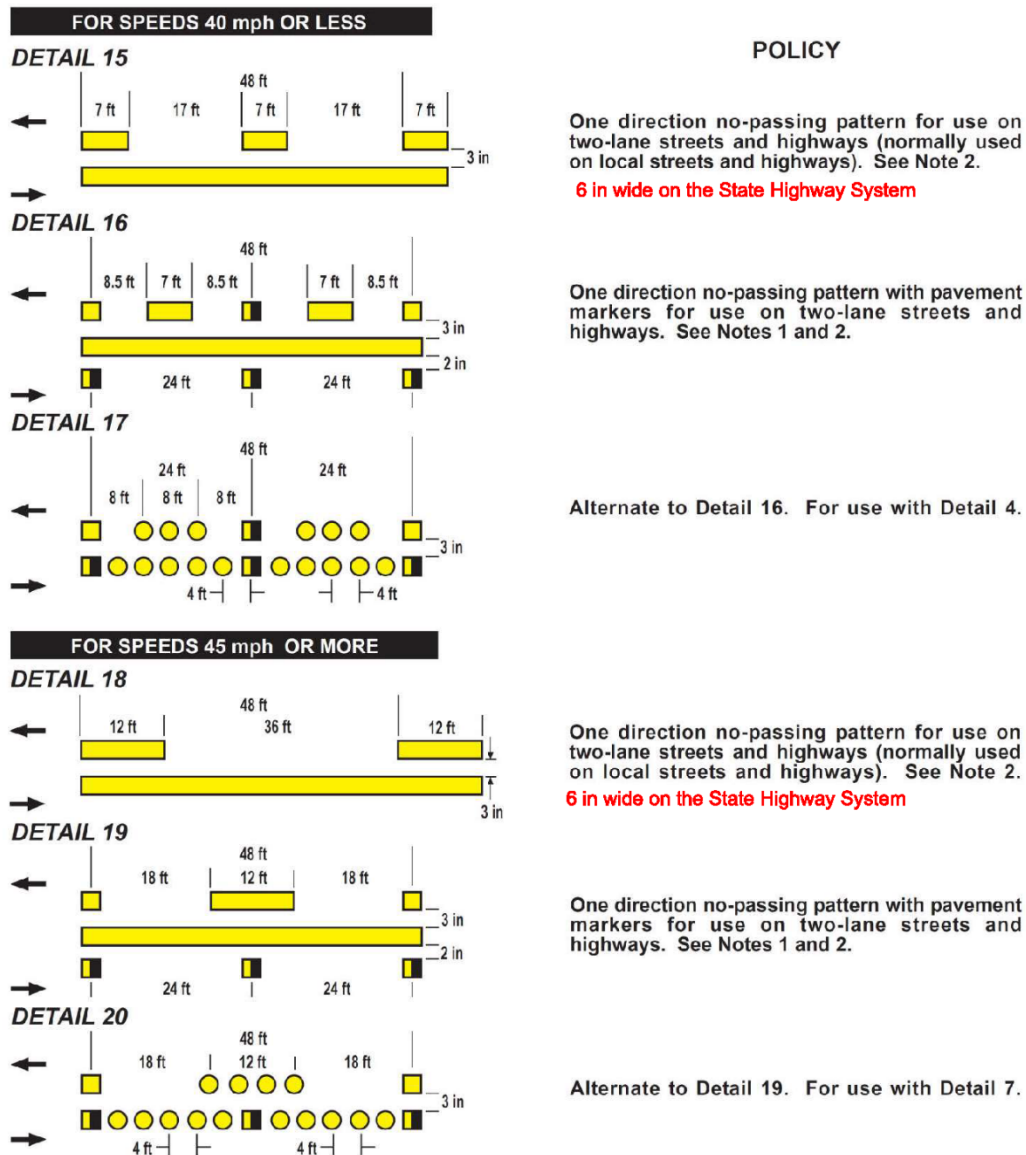 FOR SPEEDS 40 mph OR LESS
POLICY
DETAIL 15
48 ft
7 ft 17 ft 7 ft 17 ft 7 ft
3 in
One direction no-passing pattern for use on
two-lane streets and highways (normally used
on local streets and highways). See Note 2.
6 in wide on the State Highway System
DETAIL 16
48 ft
8.5 ft 7 ft 8.5 ft 7 ft 8.5 ft
3 in
2 in
24 ft 24 ft
One direction no-passing pattern with pavement
markers for use on two-lane streets and
highways. See Notes 1 and 2.
DETAIL 17
48 ft
24 ft 24 ft
8 ft 8 ft 8 ft
3 in
4 ft 4 ft
Alternate to Detail 16. For use with Detail 4.
FOR SPEEDS 45 mph OR MORE
DETAIL 18
48 ft
12 ft 36 ft 12 ft
3 in
One direction no-passing pattern for use on
two-lane streets and highways (normally used
on local streets and highways). See Note 2.
6 in wide on the State Highway System
DETAIL 19
48 ft
18 ft 12 ft 18 ft
3 in
2 in
24 ft 24 ft
One direction no-passing pattern with pavement
markers for use on two-lane streets and
highways. See Notes 1 and 2.
DETAIL 20
48 ft
18 ft 12 ft 18 ft
3 in
4 ft 4 ft
Alternate to Detail 19. For use with Detail 7.